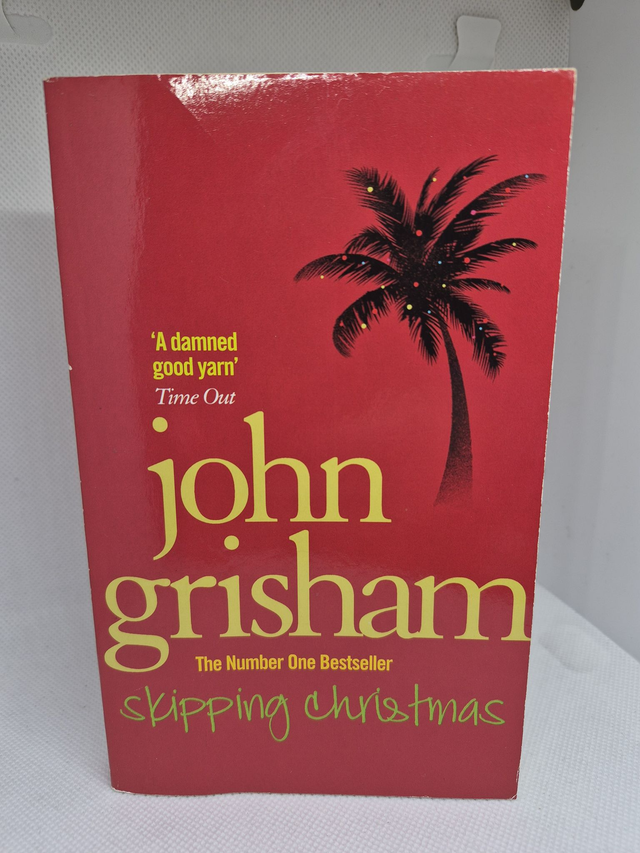 ‘A damned
good yarn’
Time Out
john
grisham
The Number One Bestseller
skipping christmas